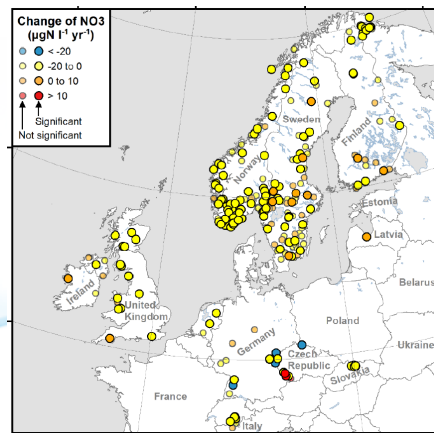 Change of NO3
(µgN l⁻¹ yr⁻¹)
< -20
-20 to 0
0 to 10
> 10
Significant
Not significant
Sweden
Finland
Norway
Estonia
Latvia
Ireland
United
Kingdom
Belarus
Poland
Germany
Czech
Republic
Ukraine
Slovakia
France
Italy